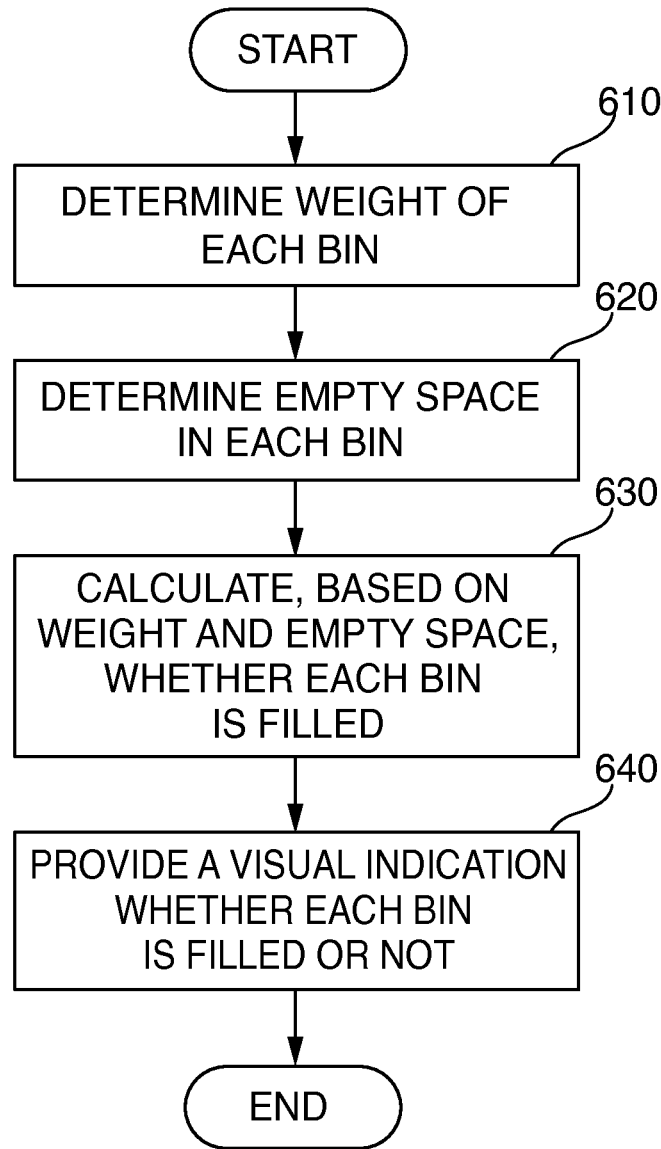 START
610
DETERMINE WEIGHT OF
EACH BIN
620
DETERMINE EMPTY SPACE
IN EACH BIN
630
CALCULATE, BASED ON
WEIGHT AND EMPTY SPACE,
WHETHER EACH BIN
IS FILLED
640
PROVIDE A VISUAL INDICATION
WHETHER EACH BIN
IS FILLED OR NOT
END